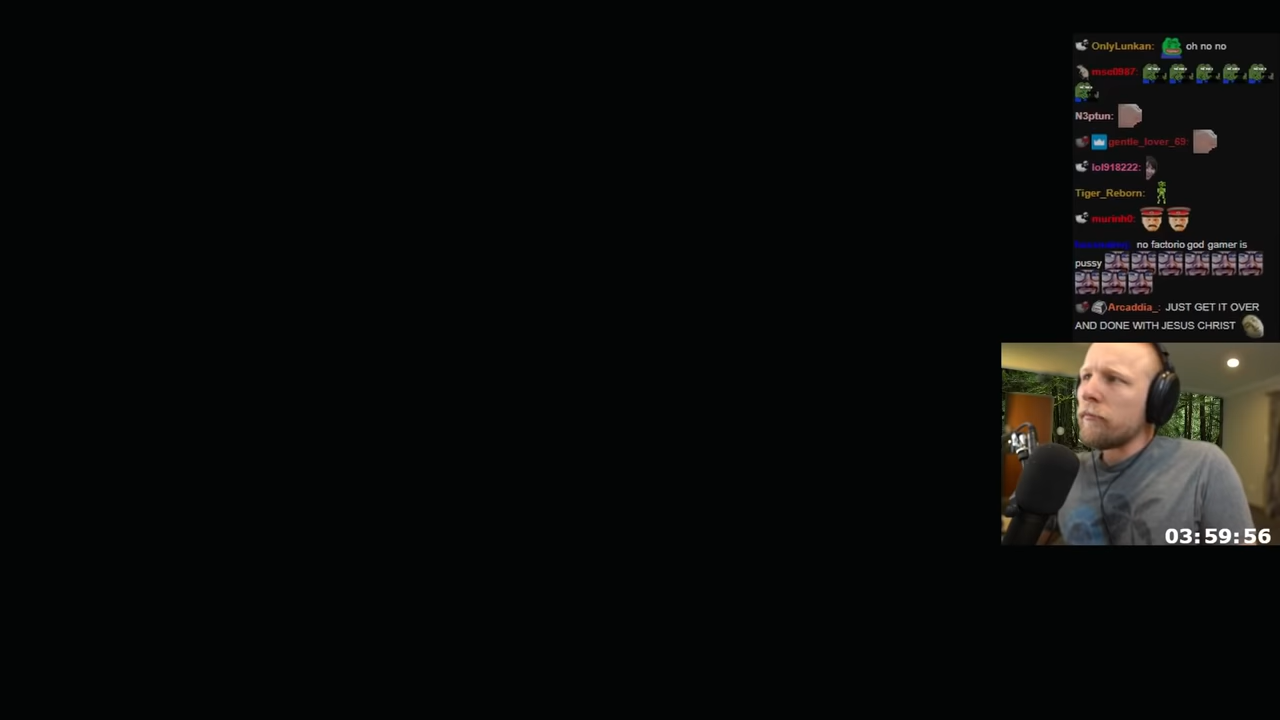 OnlyLunkan: oh no no
N3ptun:
gentle_lover_69:
lol918222:
Tiger_Reborn:
murinh0:
no factorio god gamer is
pussy
Arcaddia_: JUST GET IT OVER
AND DONE WITH JESUS CHRIST
03:59:56